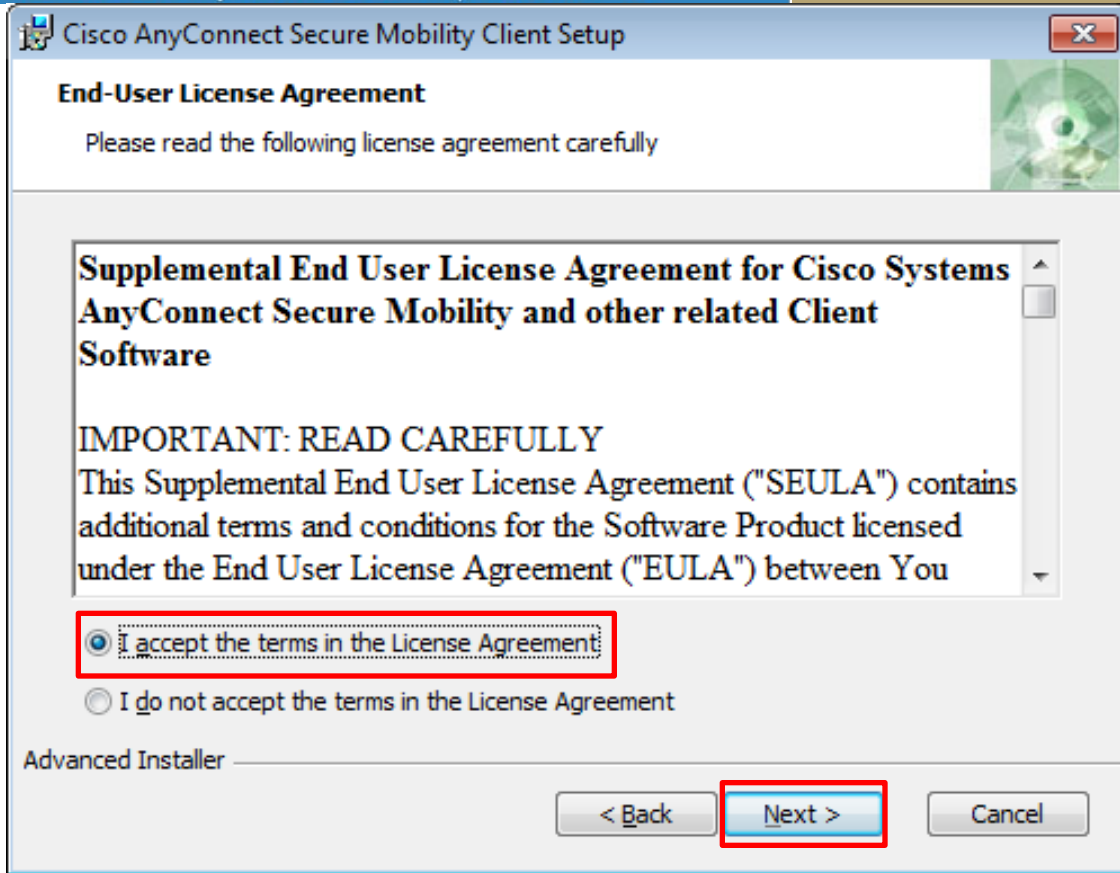 Cisco AnyConnect Secure Mobility Client Setup
End-User License Agreement
Please read the following license agreement carefully
Supplemental End User License Agreement for Cisco Systems
AnyConnect Secure Mobility and other related Client
Software
IMPORTANT: READ CAREFULLY
This Supplemental End User License Agreement ("SEULA") contains
additional terms and conditions for the Software Product licensed
under the End User License Agreement ("EULA") between You
I accept the terms in the License Agreement
I do not accept the terms in the License Agreement
Advanced Installer
< Back Next > Cancel